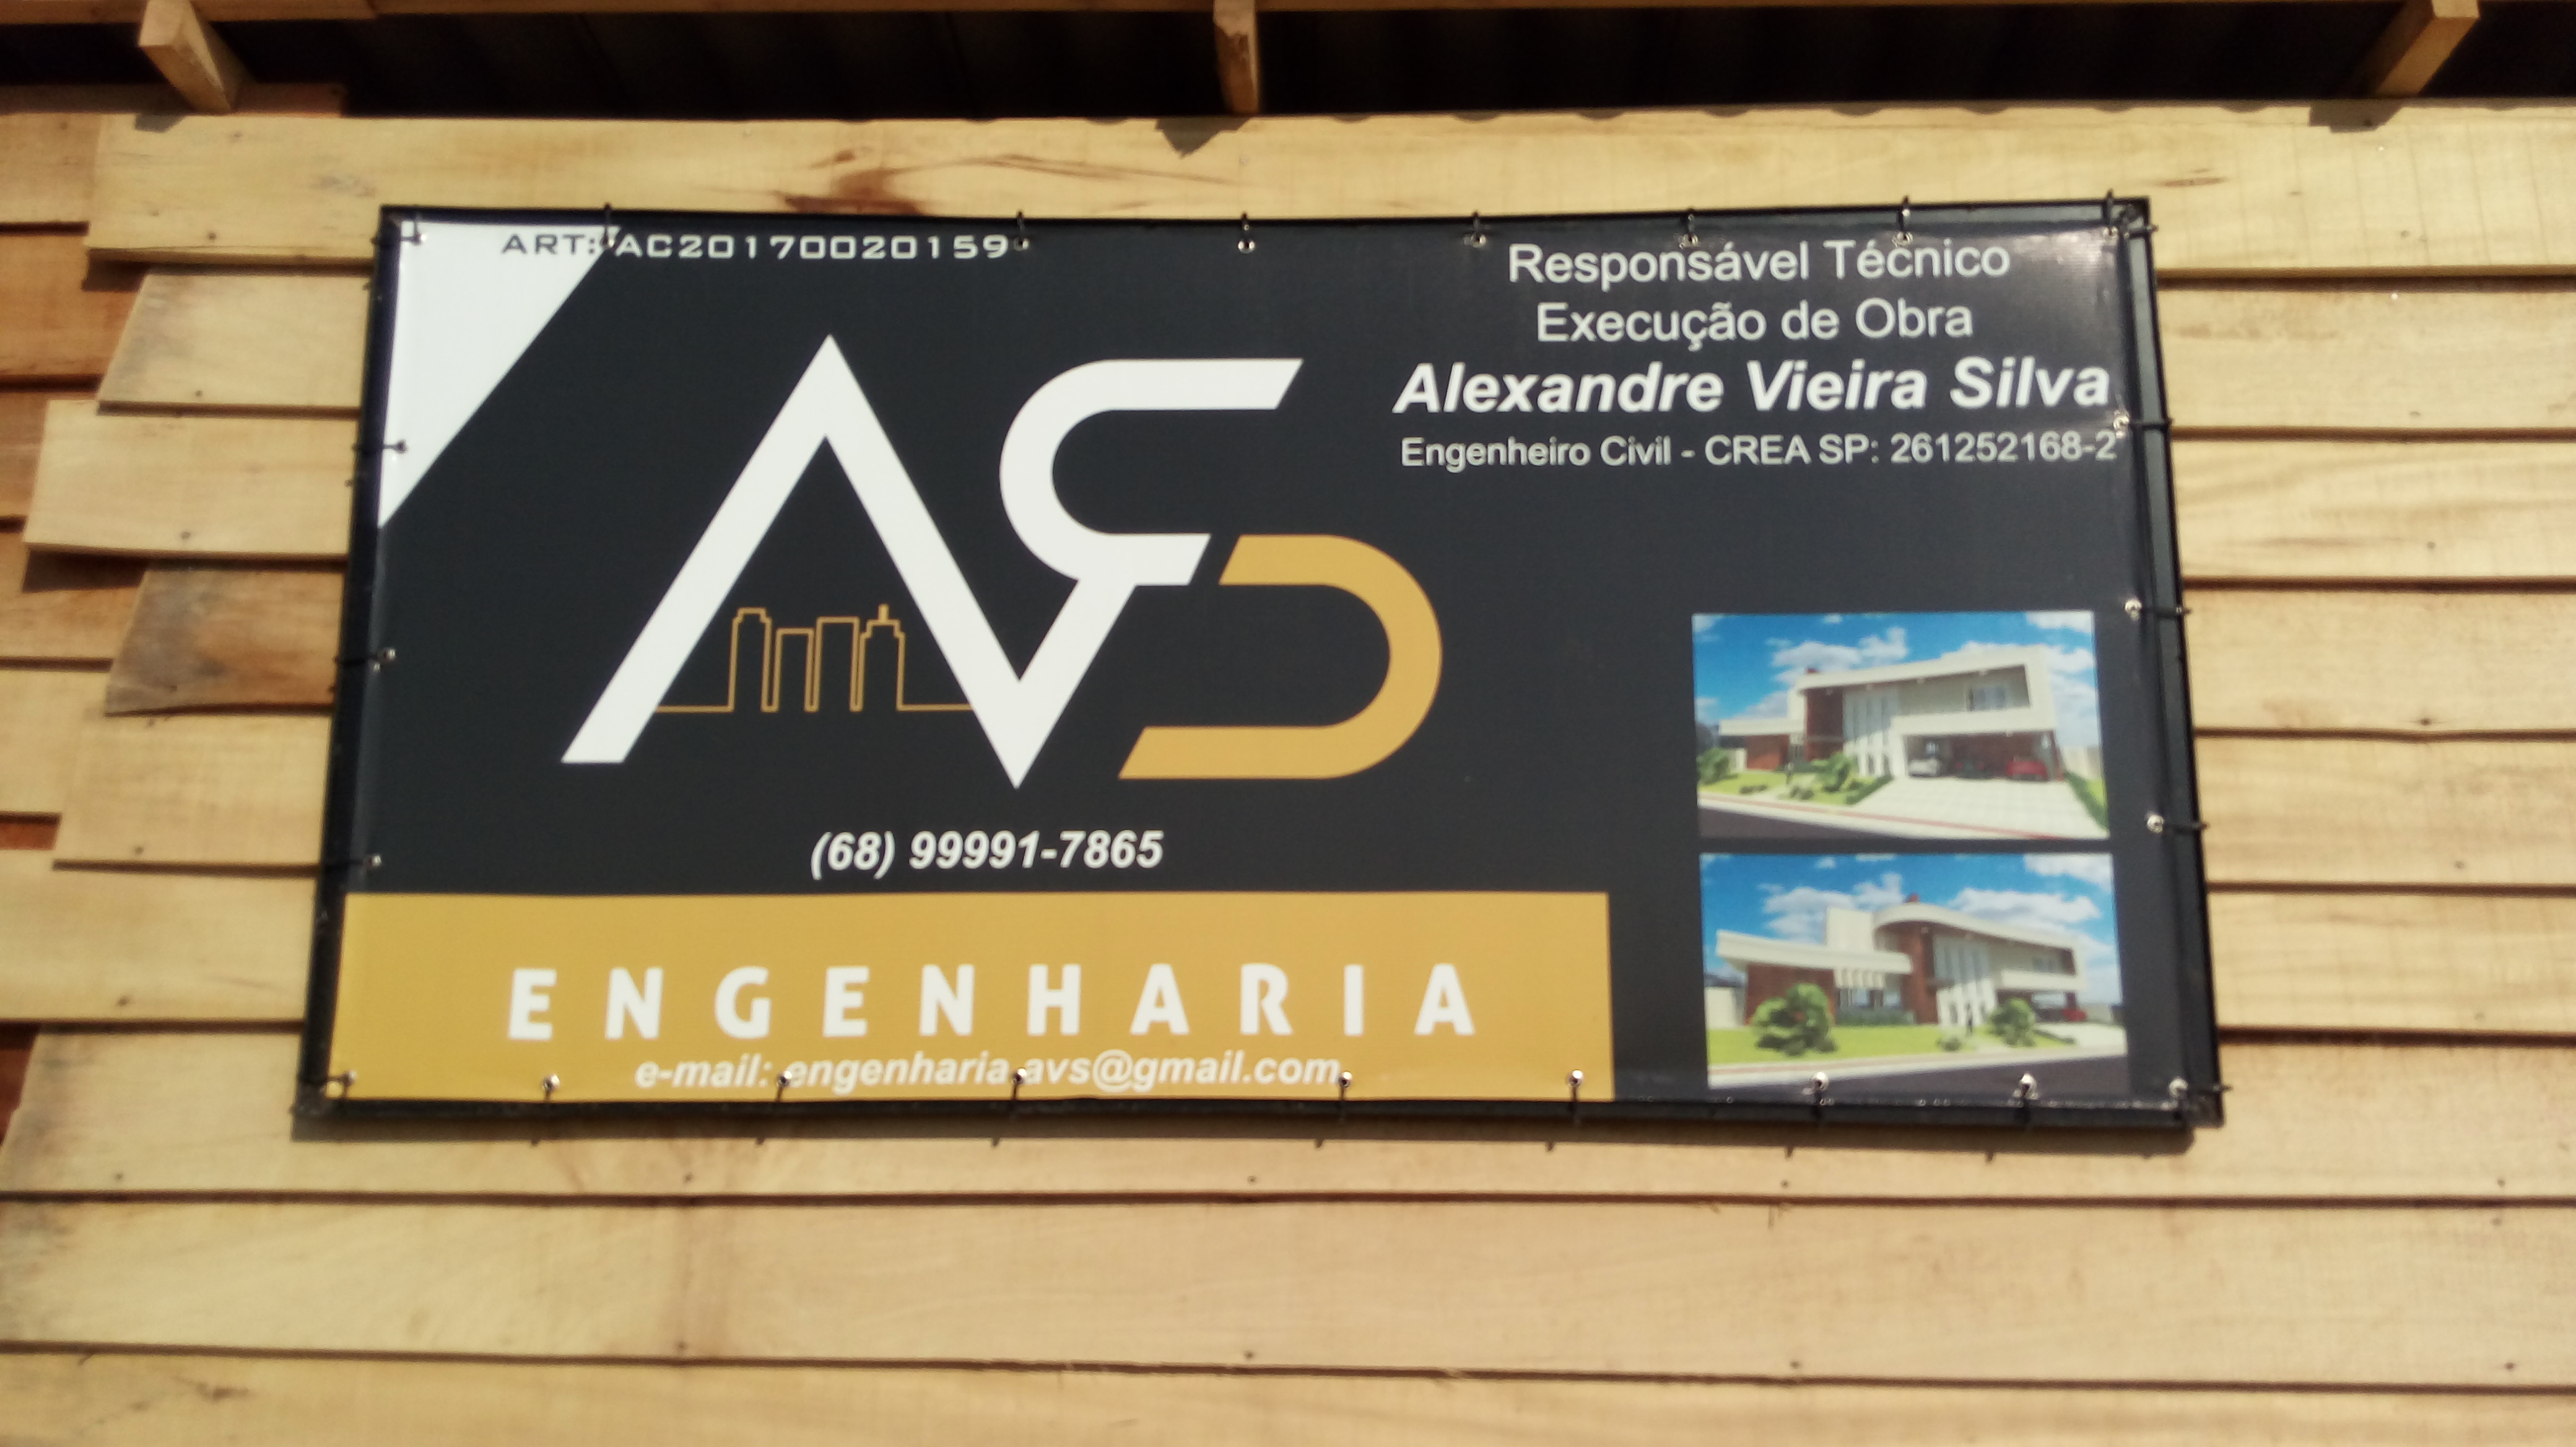 ART: AC20170020159
Responsável Técnico
Execução de Obra
Alexandre Vieira Silva
Engenheiro Civil - CREA SP: 261252168-2
AVS
(68) 99991-7865
ENGENHARIA
e-mail: engenharia.avs@gmail.com